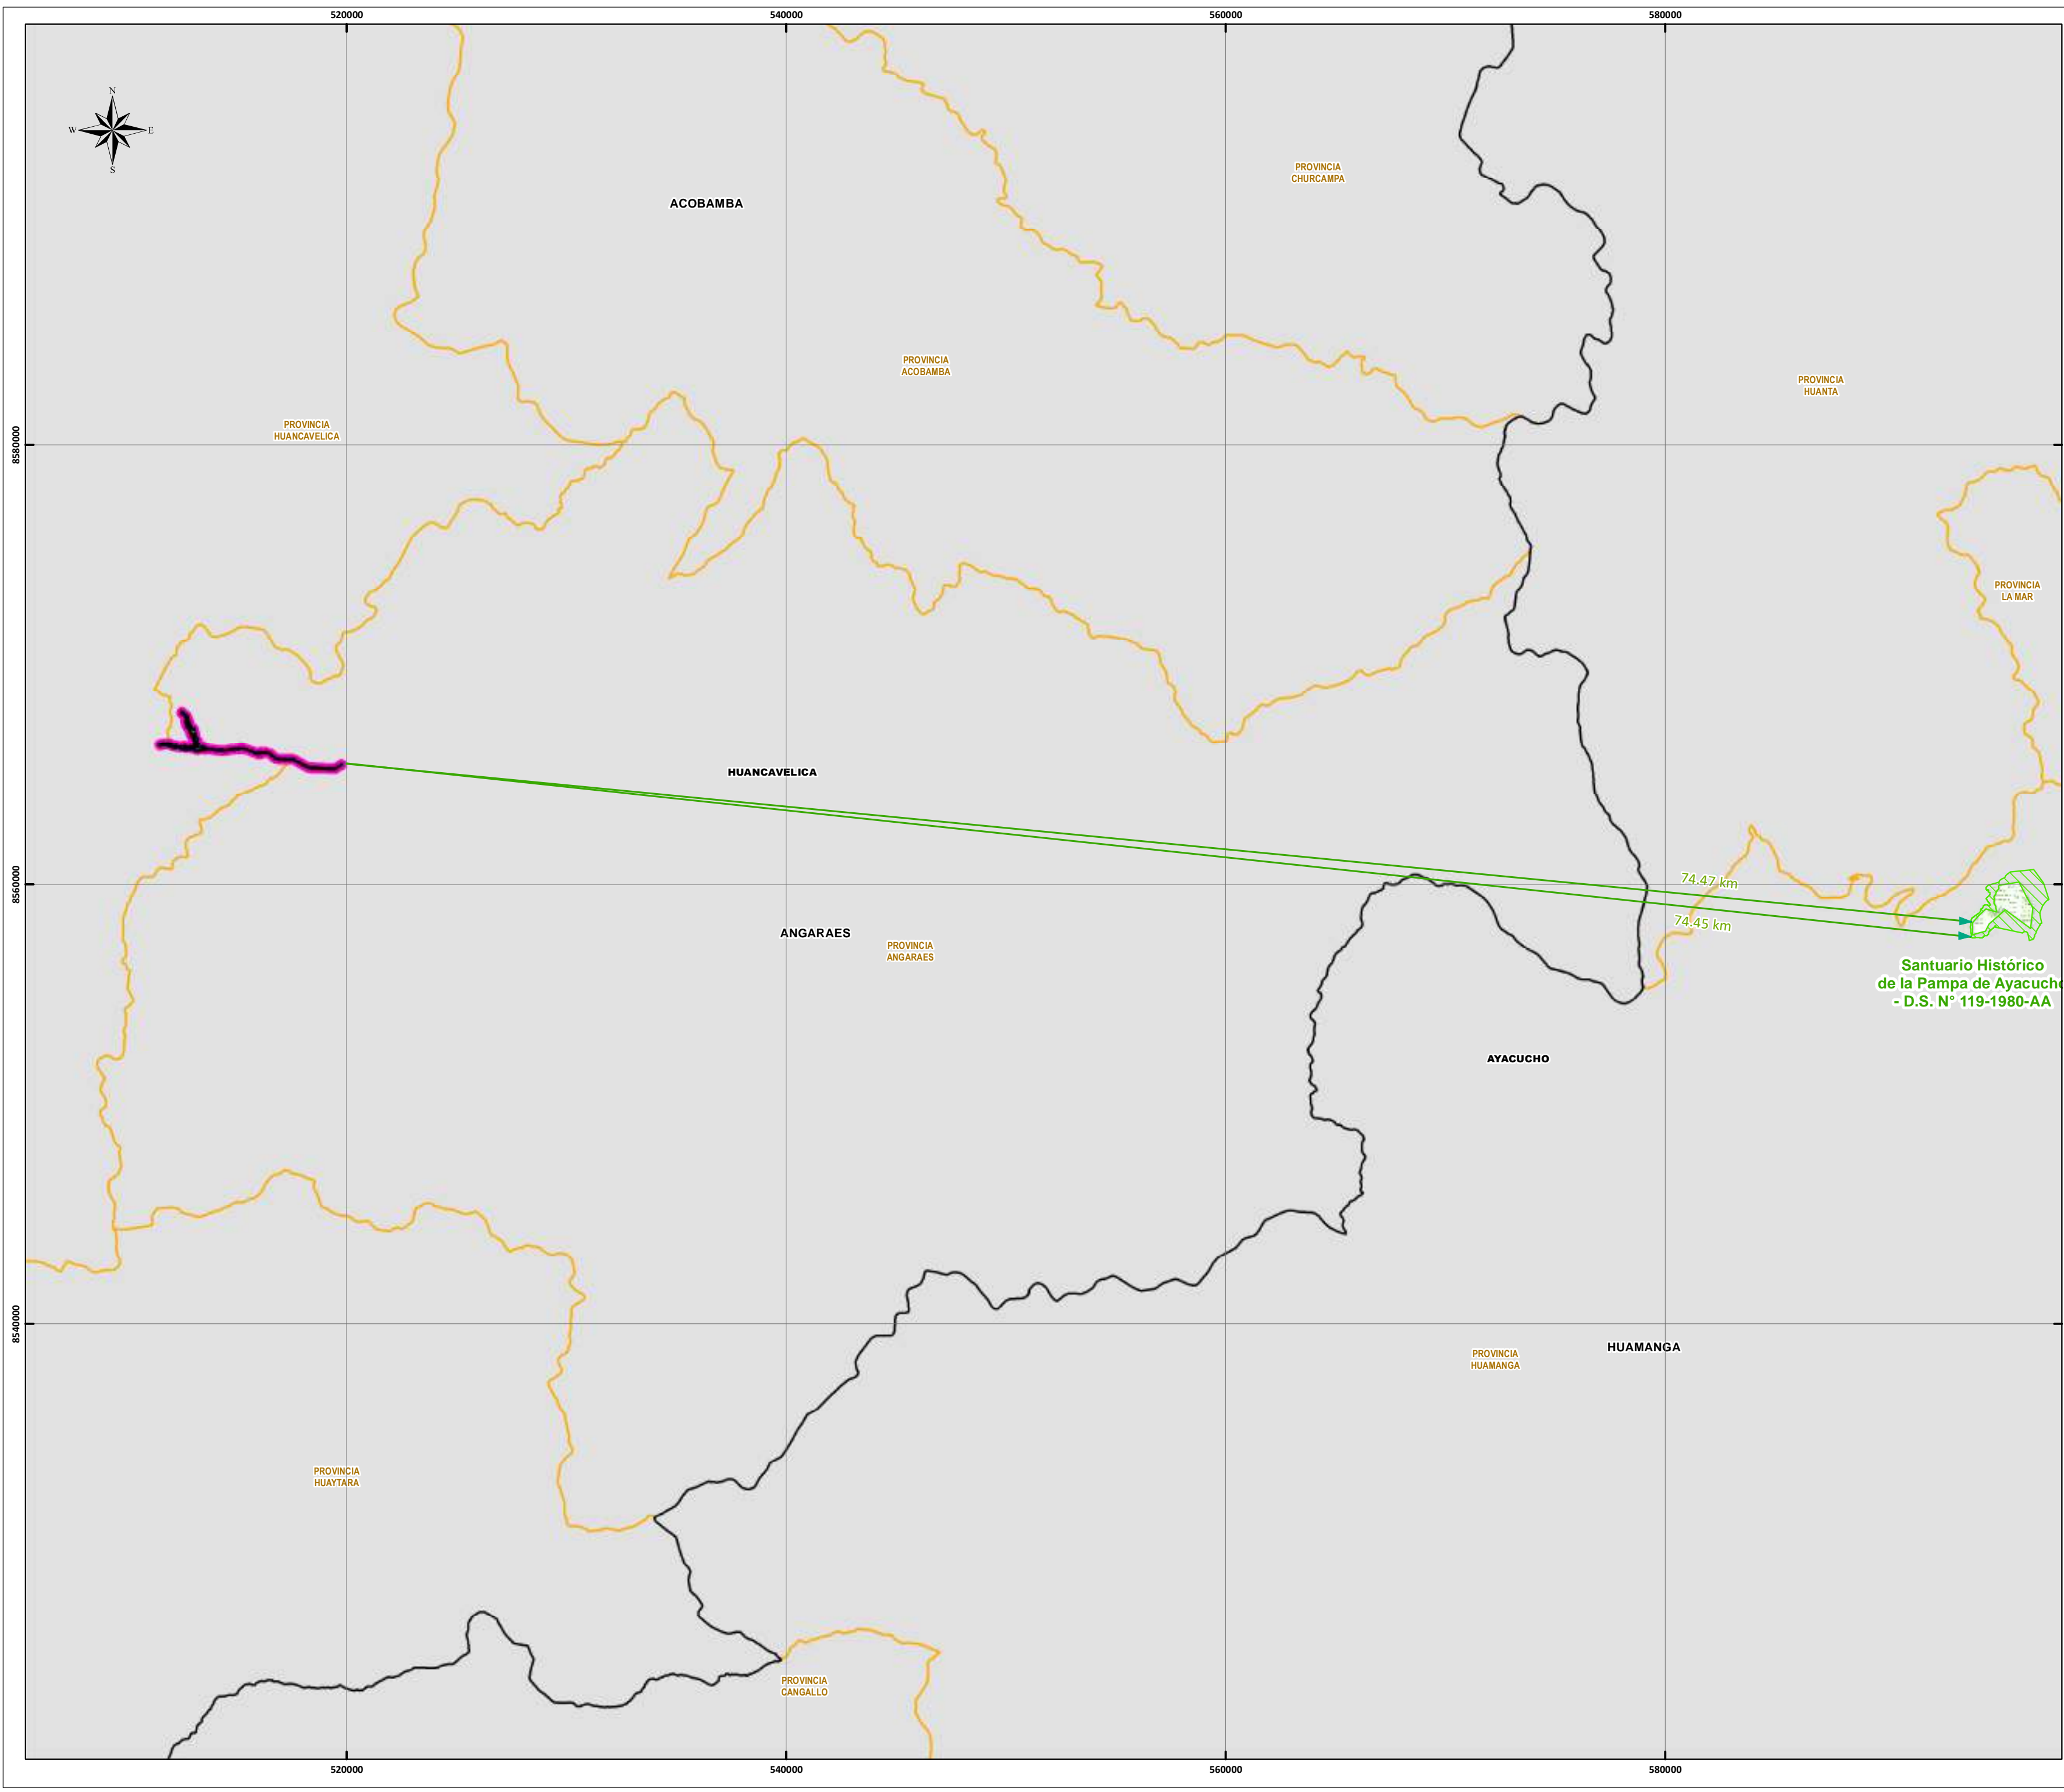 520000
540000
560000
580000
N
W
E
S
PROVINCIA
CHURCAMPA
ACOBAMBA
PROVINCIA
ACOBAMBA
PROVINCIA
HUANTA
PROVINCIA
HUANCAVELICA
8580000
PROVINCIA
LA MAR
HUANCAVELICA
74.47 km
8560000
74.45 km
ANGARAES
PROVINCIA
ANGARAES
Santuario Histórico
de la Pampa de Ayacucho
- D.S. N° 119-1980-AA
AYACUCHO
8540000
HUAMANGA
PROVINCIA
HUAMANGA
PROVINCIA
HUAYTARA
PROVINCIA
CANGALLO
520000
540000
560000
580000